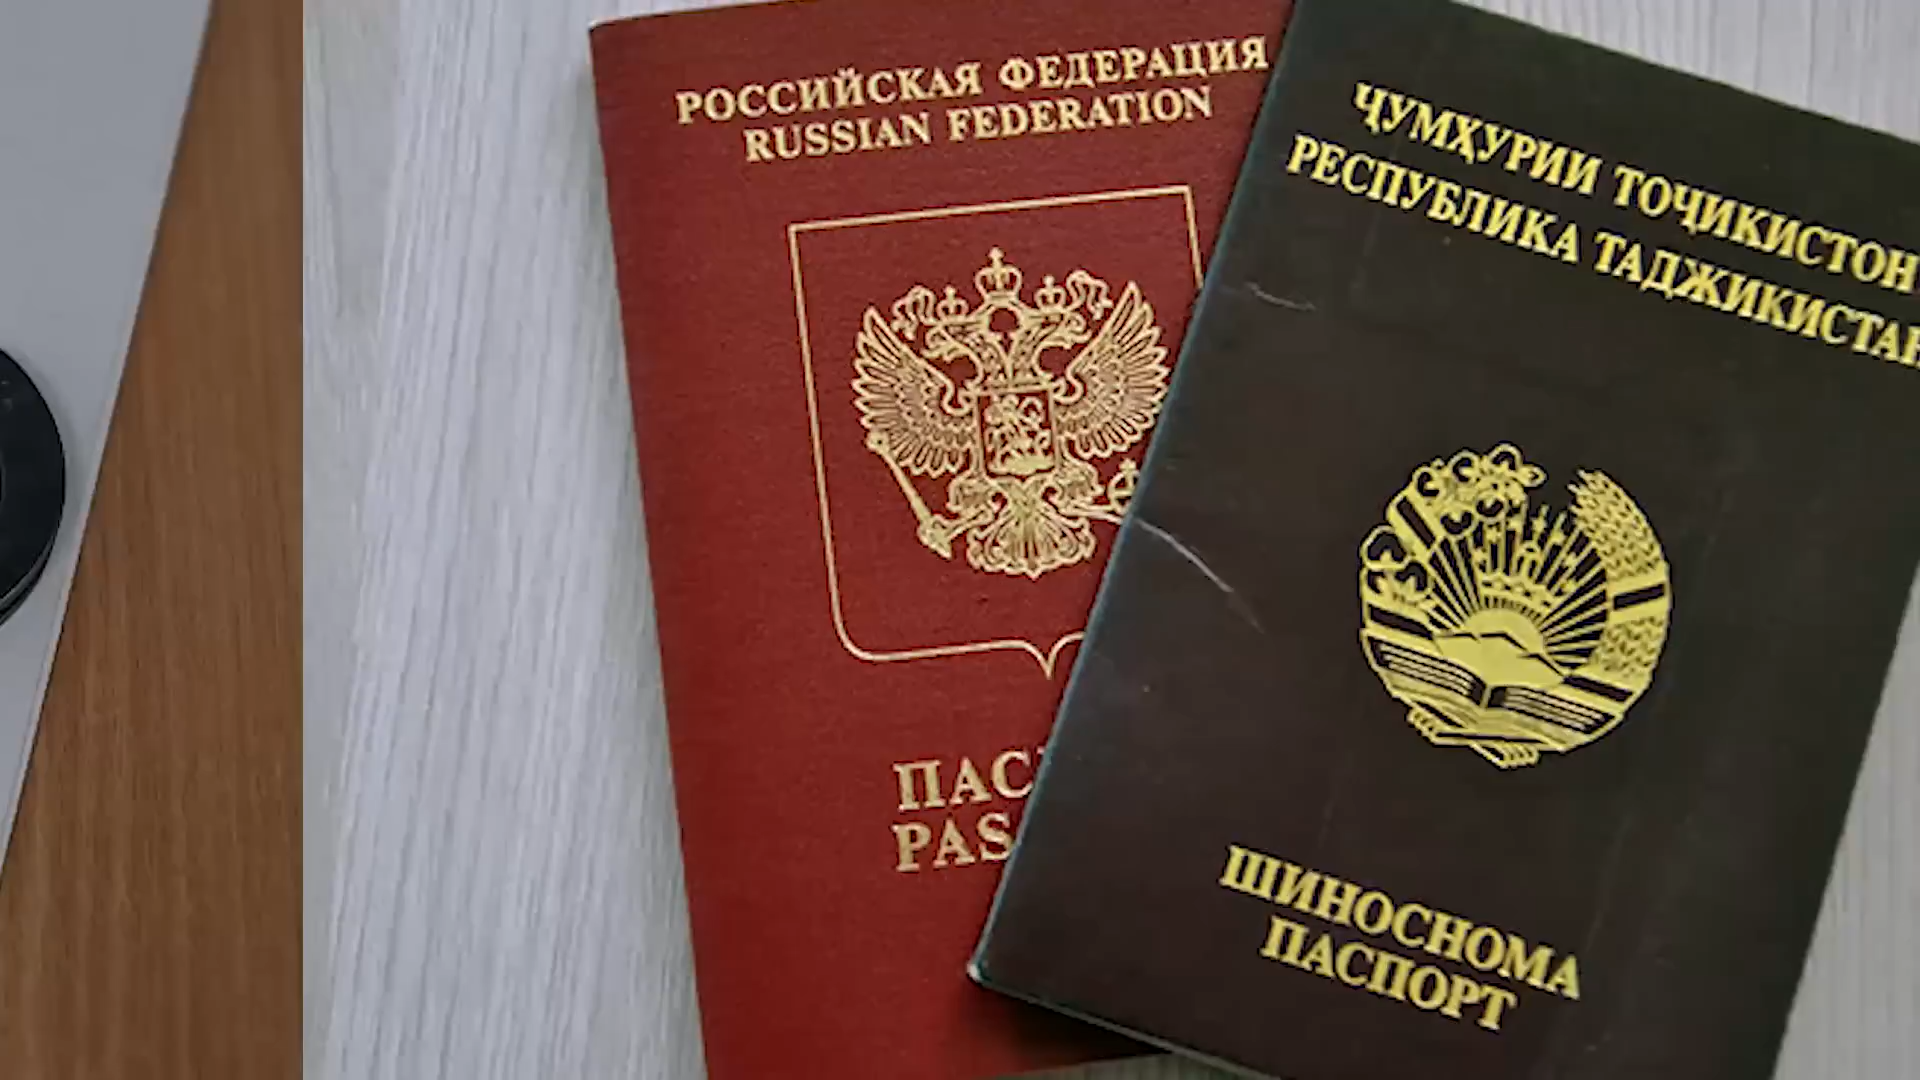 РОССИЙСКАЯ ФЕДЕРАЦИЯ
RUSSIAN FEDERATION
ПАС
PAS
ҶУМҲУРИИ ТОҶИКИСТОН
РЕСПУБЛИКА ТАДЖИКИСТАН
ШИНОСНОМА
ПАСПОРТ